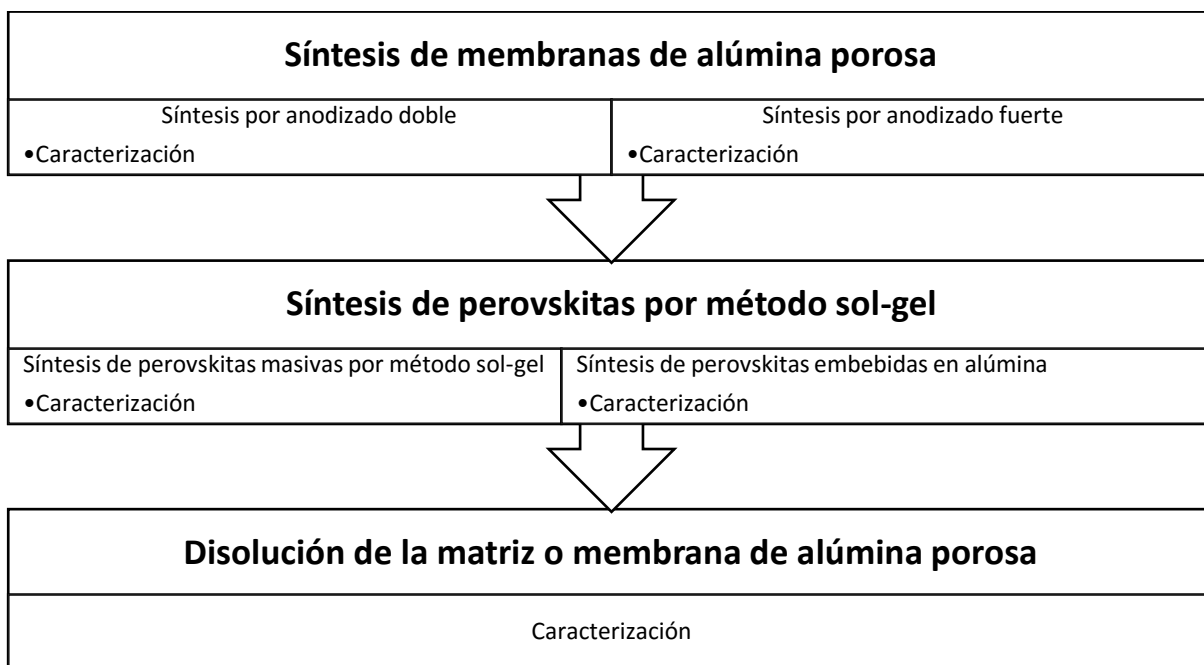 Síntesis de membranas de alúmina porosa
Síntesis por anodizado doble
•Caracterización
Síntesis por anodizado fuerte
•Caracterización
Síntesis de perovskitas por método sol-gel
Síntesis de perovskitas masivas por método sol-gel
•Caracterización
Síntesis de perovskitas embebidas en alúmina
•Caracterización
Disolución de la matriz o membrana de alúmina porosa
Caracterización